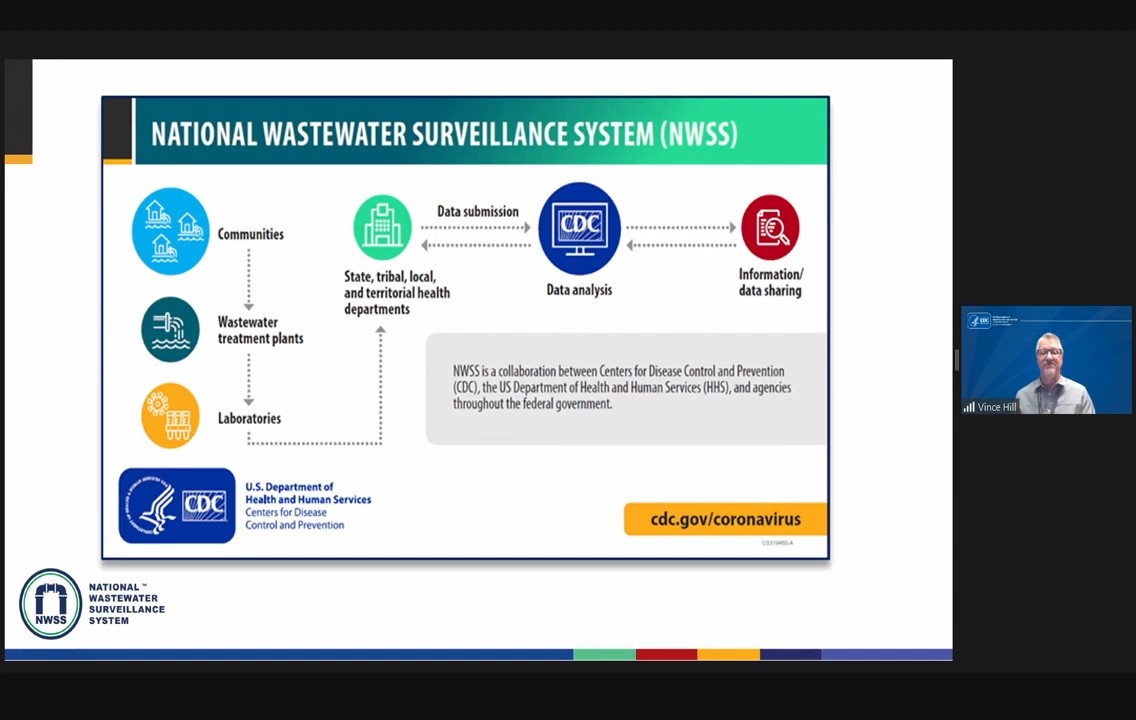 NATIONAL WASTEWATER SURVEILLANCE SYSTEM (NWSS)
Communities
Wastewater
treatment plants
Laboratories
State, tribal, local,
and territorial health
departments
Data submission
CDC
Data analysis
Information/
data sharing
NWSS is a collaboration between Centers for Disease Control and Prevention
(CDC), the US Department of Health and Human Services (HHS), and agencies
throughout the federal government.
CDC
U.S. Department of
Health and Human Services
Centers for Disease
Control and Prevention
cdc.gov/coronavirus
NWSS
NATIONAL ™
WASTEWATER
SURVEILLANCE
SYSTEM
CDC
Vince Hill